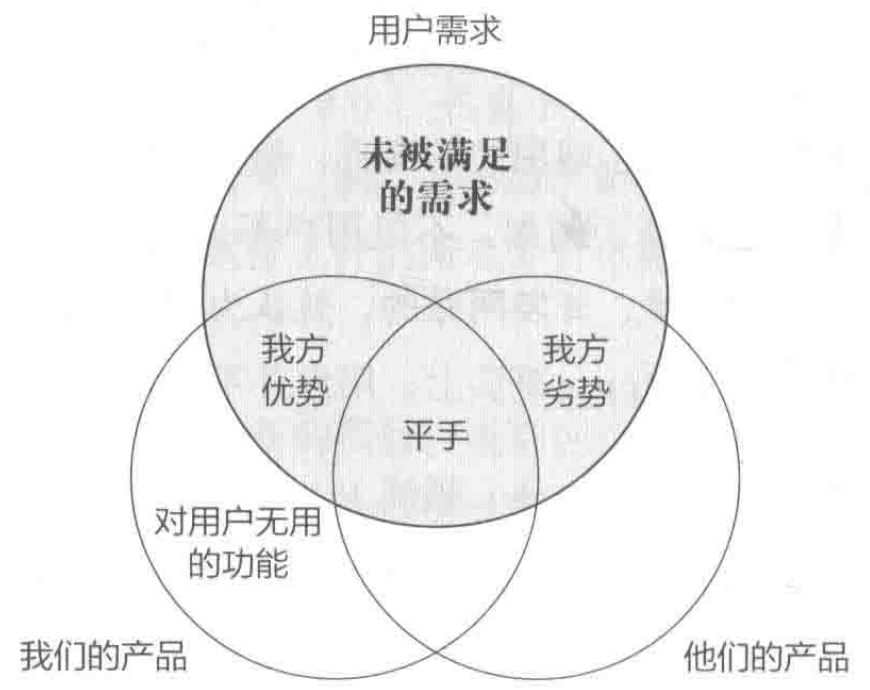 用户需求
未被满足
的需求
我方
优势
我方
劣势
平手
对用户无用
的功能
我们的产品
他们的产品